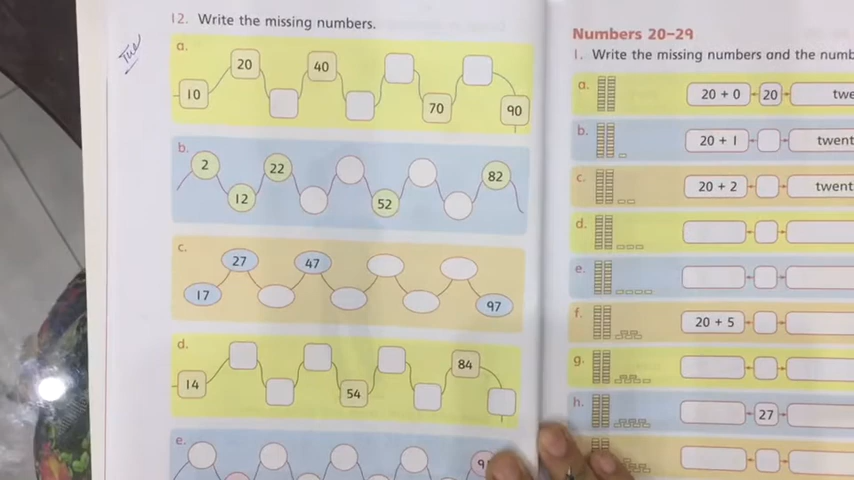 Tue
12. Write the missing numbers.
a.
10 20 40 70 90
b.
2 12 22 52 82
c.
17 27 47 97
d.
14 54 84
e.
Numbers 20–29
1. Write the missing numbers and the numb
a. 20 + 0 20 twe
b. 20 + 1 twent
c. 20 + 2 twent
d.
e.
f. 20 + 5
g.
h. 27